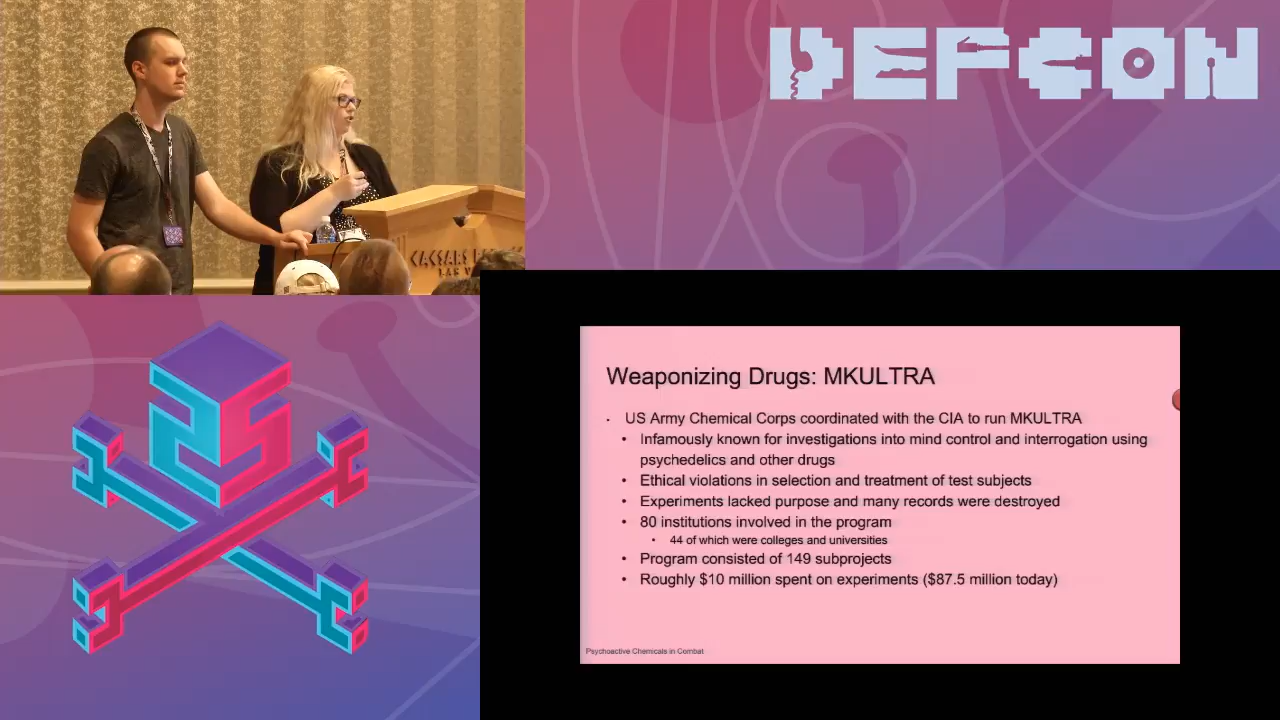 DEFCON
CAESARS
LAS
Weaponizing Drugs: MKULTRA
US Army Chemical Corps coordinated with the CIA to run MKULTRA
Infamously known for investigations into mind control and interrogation using
psychedelics and other drugs
Ethical violations in selection and treatment of test subjects
Experiments lacked purpose and many records were destroyed
80 institutions involved in the program
44 of which were colleges and universities
Program consisted of 149 subprojects
Roughly $10 million spent on experiments ($87.5 million today)
Psychoactive Chemicals in Combat